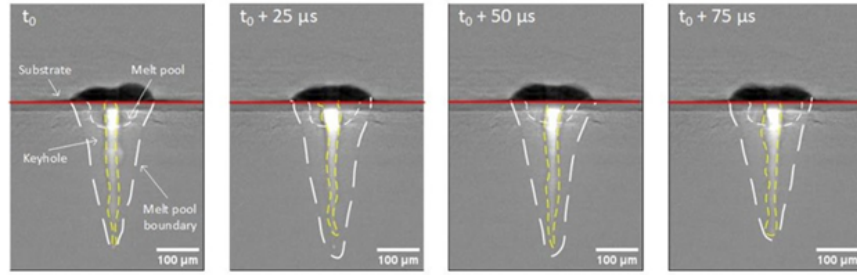 t0
Substrate
Melt pool
Keyhole
Melt pool
boundary
100 µm
t0 + 25 µs
100 µm
t0 + 50 µs
100 µm
t0 + 75 µs
100 µm